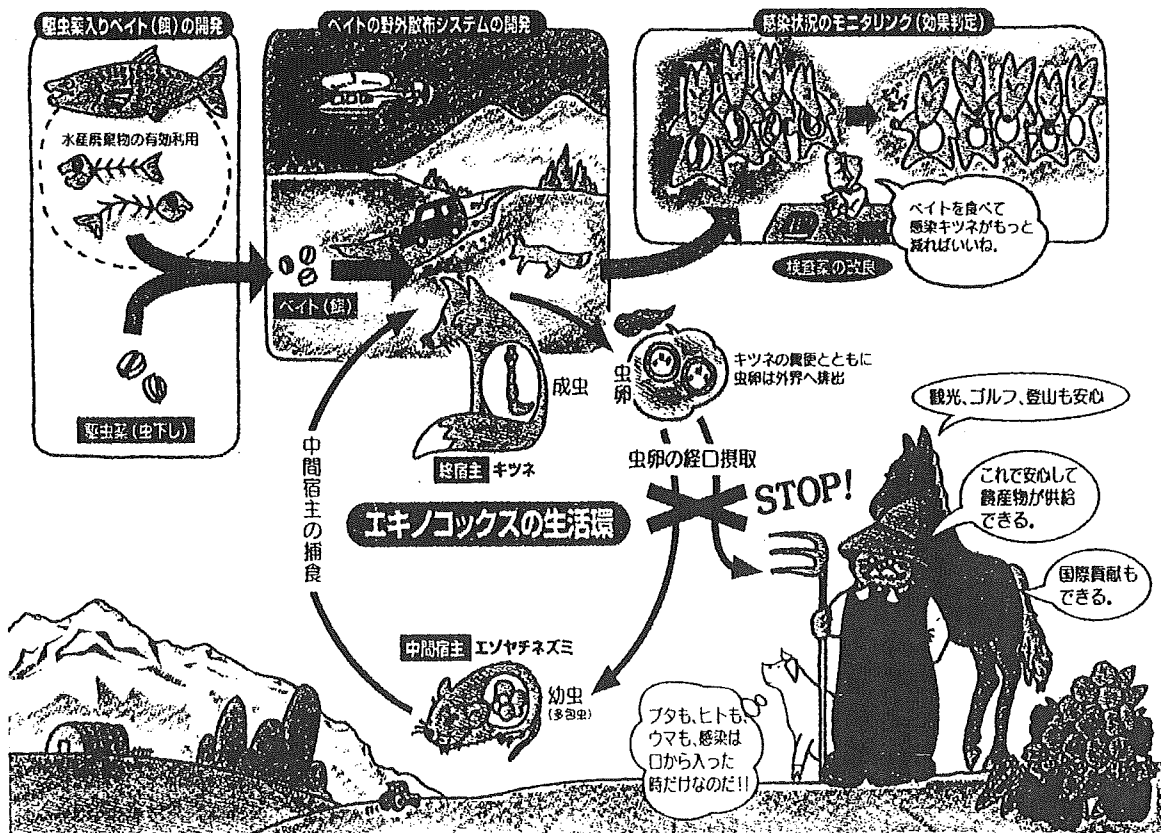 駆虫薬入りベイト(餌)の開発
水産廃棄物の有効利用
駆虫薬(虫下し)
ベイトの野外散布システムの開発
ベイト(餌)
感染状況のモニタリング(効果判定)
ベイトを食べて
感染キツネがもっと
減ればいいね。
検査室の改良
成虫
終宿主 キツネ
虫卵
キツネの糞便とともに
虫卵は外界へ排出
虫卵の経口摂取
STOP!
中間宿主の捕食
エキノコックスの生活環
中間宿主 エゾヤチネズミ
幼虫
(多包虫)
観光、ゴルフ、登山も安心
これで安心して
農産物が供給
できる。
国際貢献も
できる。
ブタも、ヒトも、
ウマも、感染は
口から入った
時だけなのだ!!